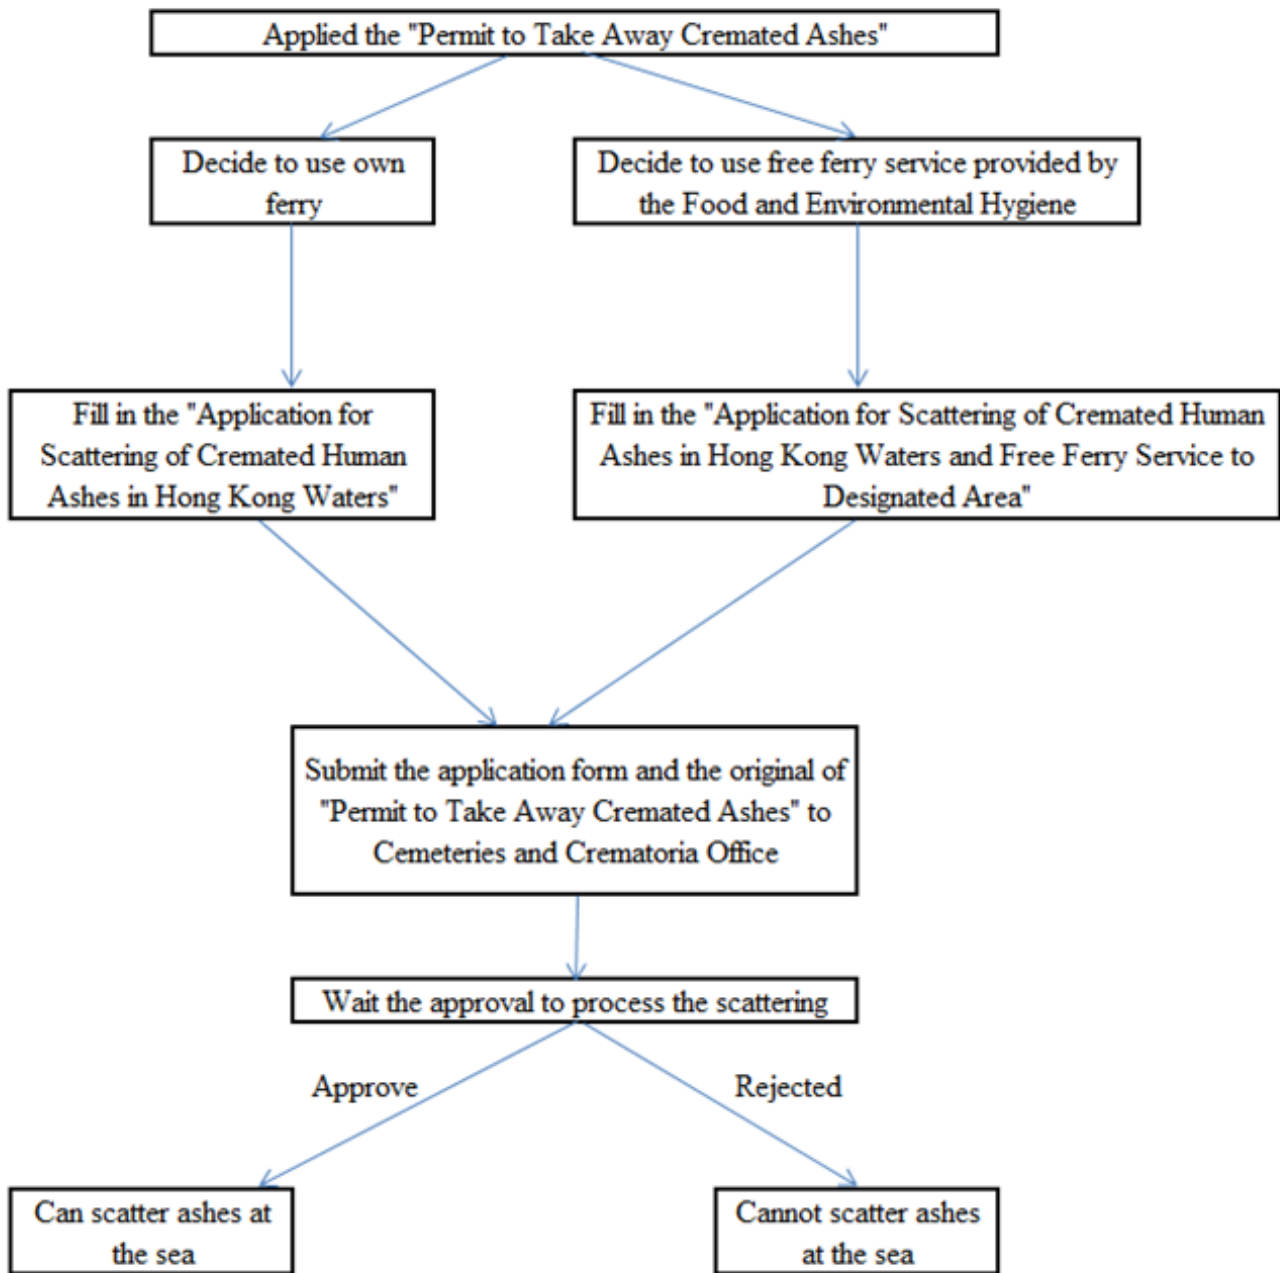 Applied the "Permit to Take Away Cremated Ashes"
Decide to use own
ferry
Decide to use free ferry service provided by
the Food and Environmental Hygiene
Fill in the "Application for
Scattering of Cremated Human
Ashes in Hong Kong Waters"
Fill in the "Application for Scattering of Cremated Human
Ashes in Hong Kong Waters and Free Ferry Service to
Designated Area"
Submit the application form and the original of
"Permit to Take Away Cremated Ashes" to
Cemeteries and Crematoria Office
Wait the approval to process the scattering
Approve
Rejected
Can scatter ashes at
the sea
Cannot scatter ashes
at the sea